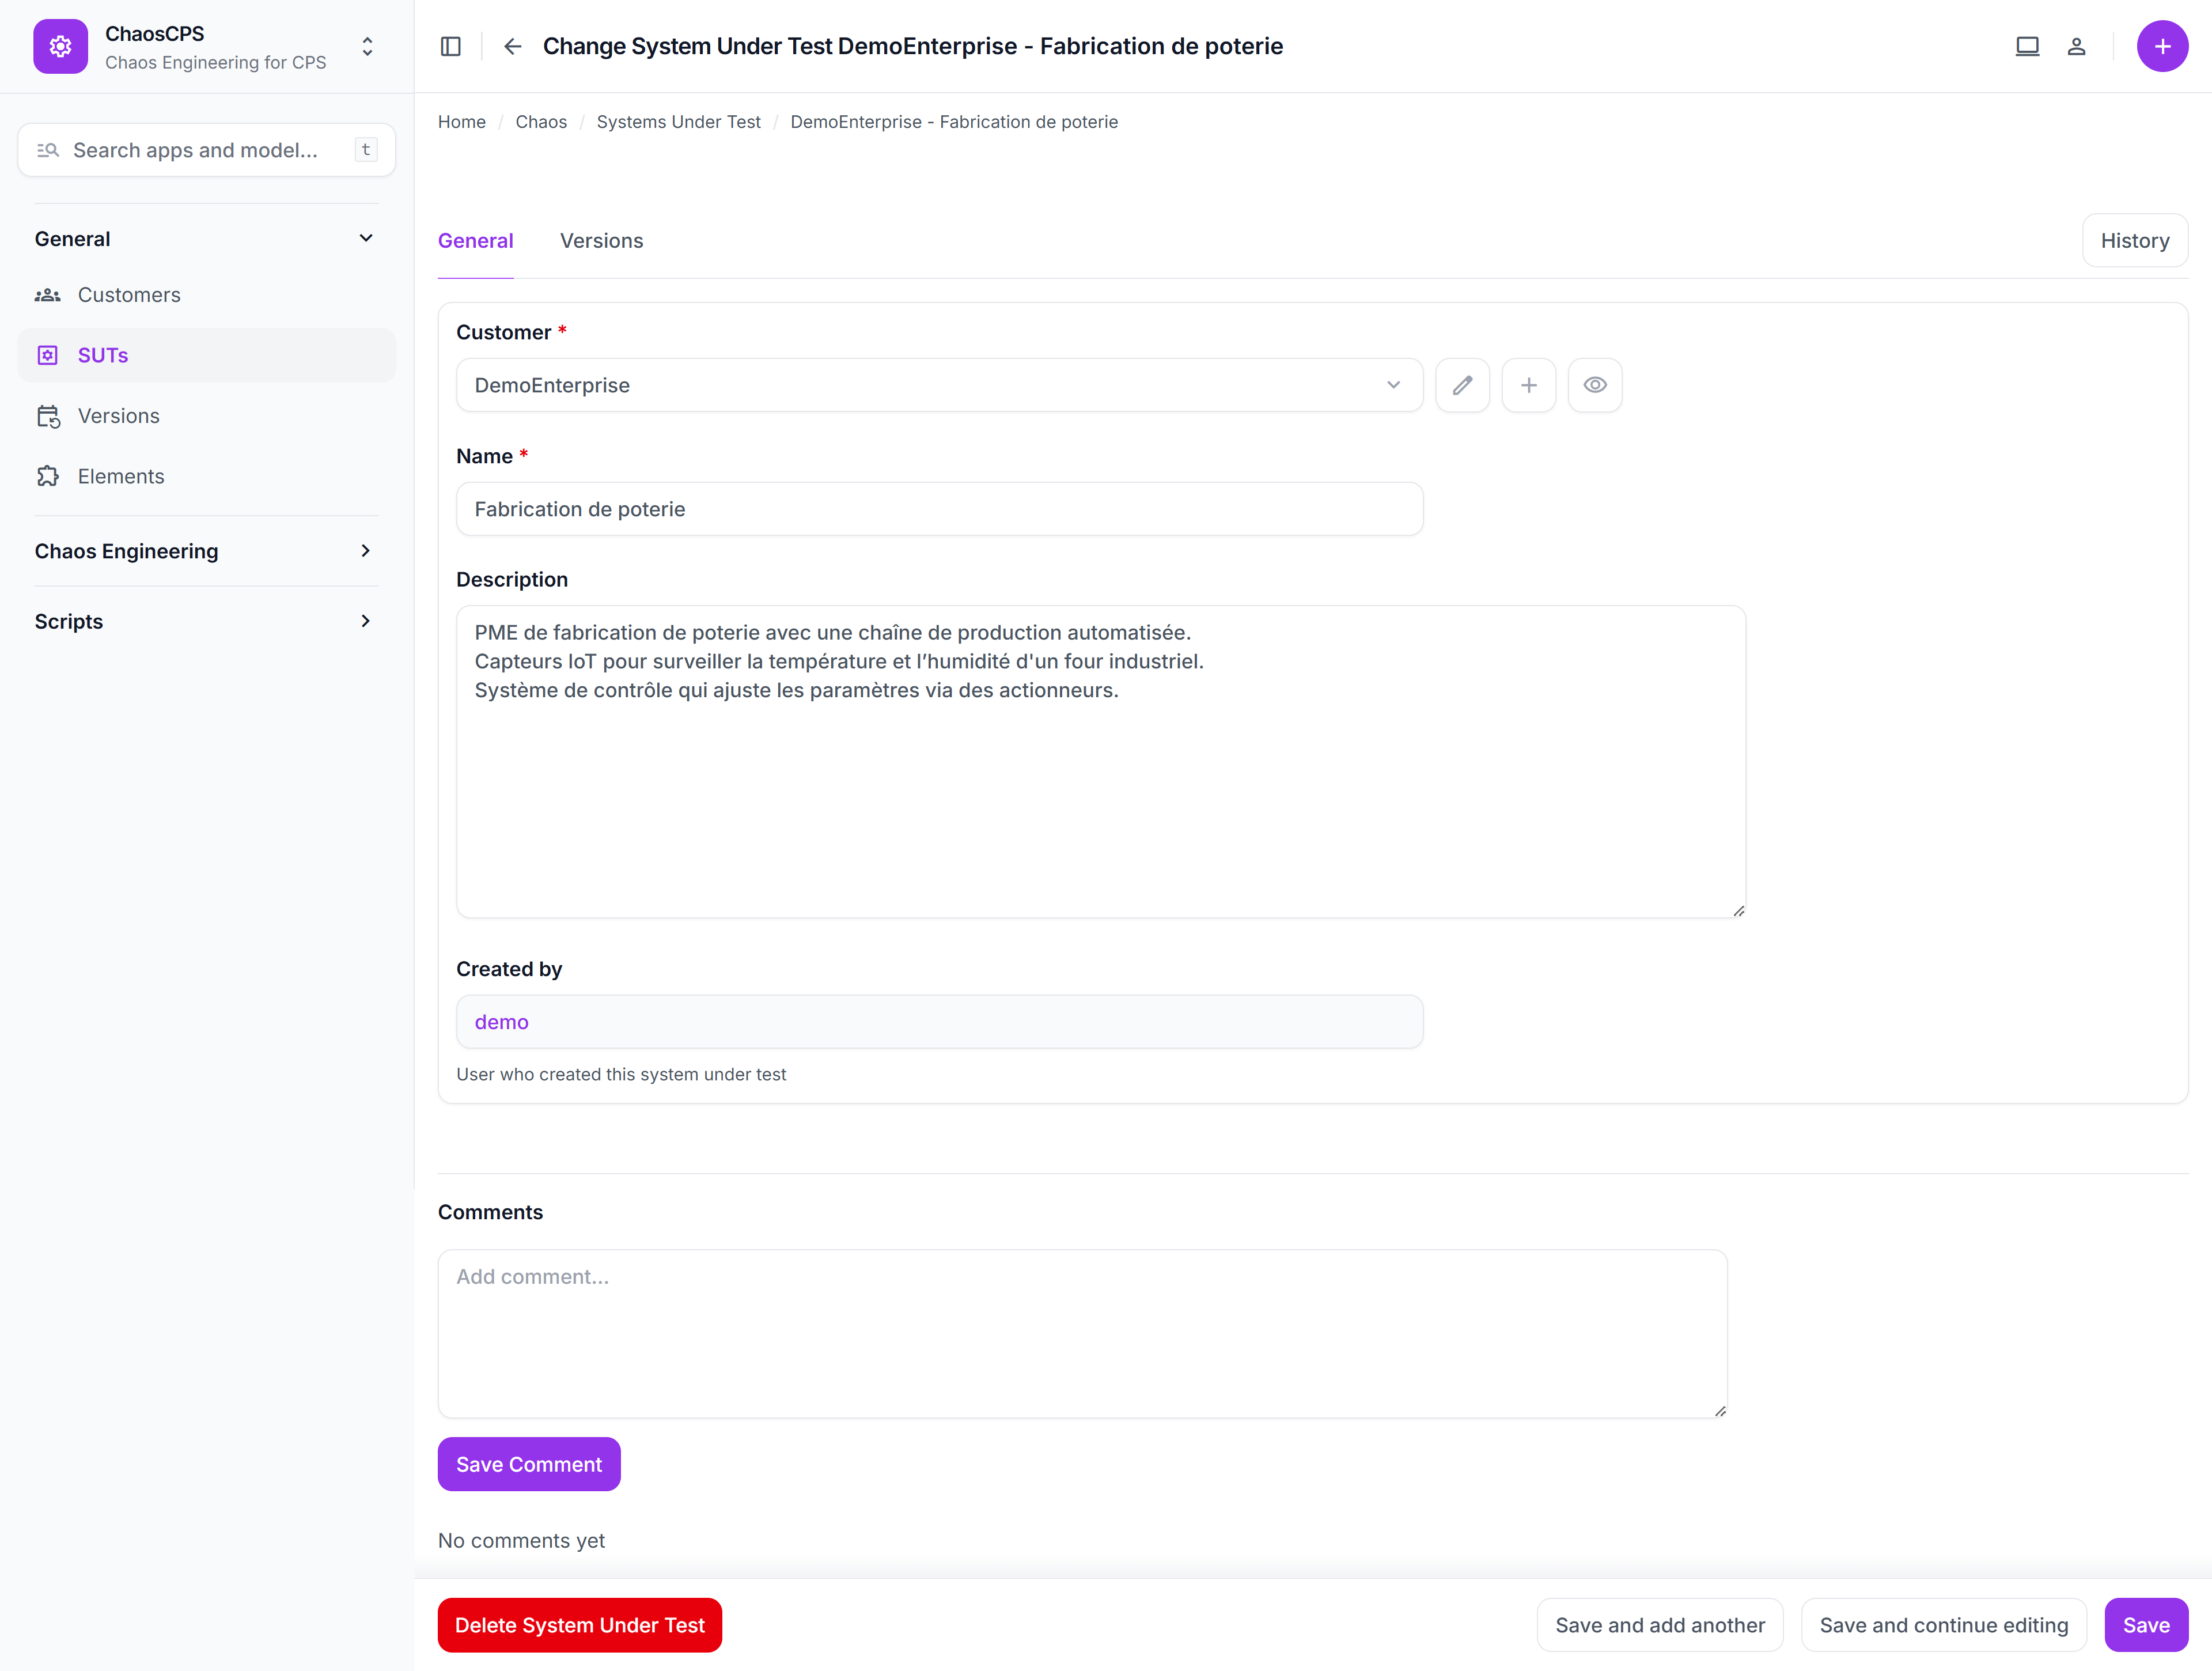 ChaosCPS
Chaos Engineering for CPS
Search apps and model...
t
General
Customers
SUTs
Versions
Elements
Chaos Engineering
Scripts
Change System Under Test DemoEnterprise - Fabrication de poterie
Home / Chaos / Systems Under Test / DemoEnterprise - Fabrication de poterie
General
Versions
History
Customer *
DemoEnterprise
Name *
Fabrication de poterie
Description
PME de fabrication de poterie avec une chaîne de production automatisée.
Capteurs IoT pour surveiller la température et l’humidité d'un four industriel.
Système de contrôle qui ajuste les paramètres via des actionneurs.
Created by
demo
User who created this system under test
Comments
Add comment...
Save Comment
No comments yet
Delete System Under Test
Save and add another
Save and continue editing
Save